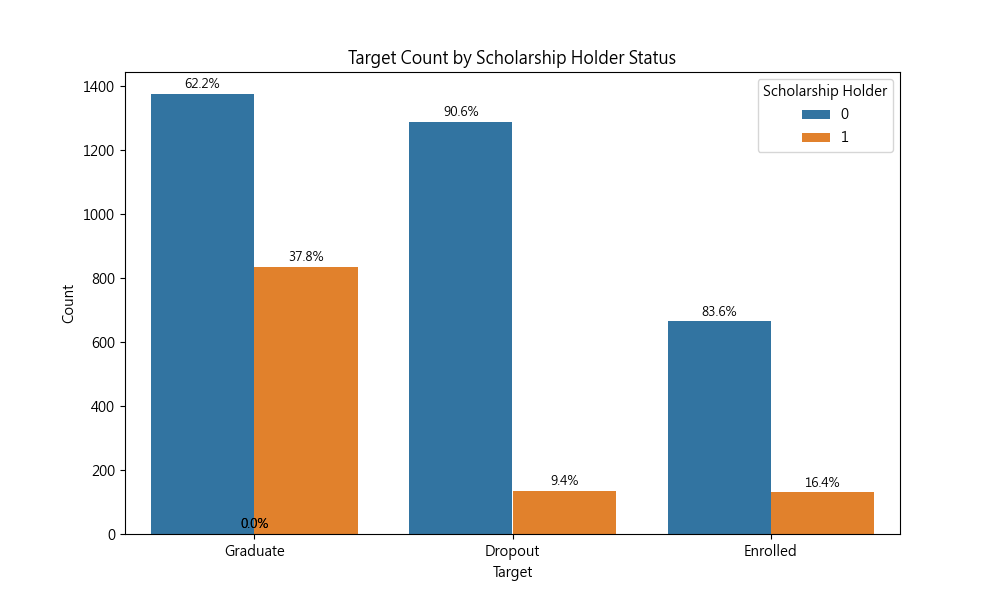 Target Count by Scholarship Holder Status
Scholarship Holder
0
1
Count
1400
1200
1000
800
600
400
200
0
62.2%
37.8%
0.0%
90.6%
9.4%
83.6%
16.4%
Graduate
Dropout
Enrolled
Target